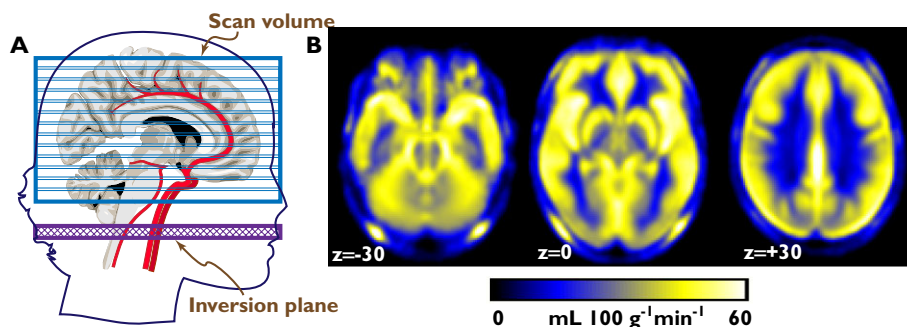 Scan volume
A
B
Inversion plane
z=-30
z=0
z=+30
0 mL 100 g⁻¹min⁻¹ 60